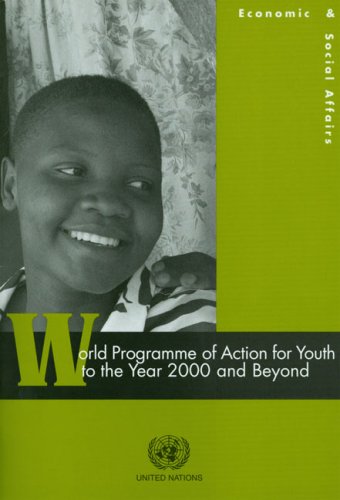 Economic &
Social Affairs
World Programme of Action for Youth
to the Year 2000 and Beyond
UNITED NATIONS